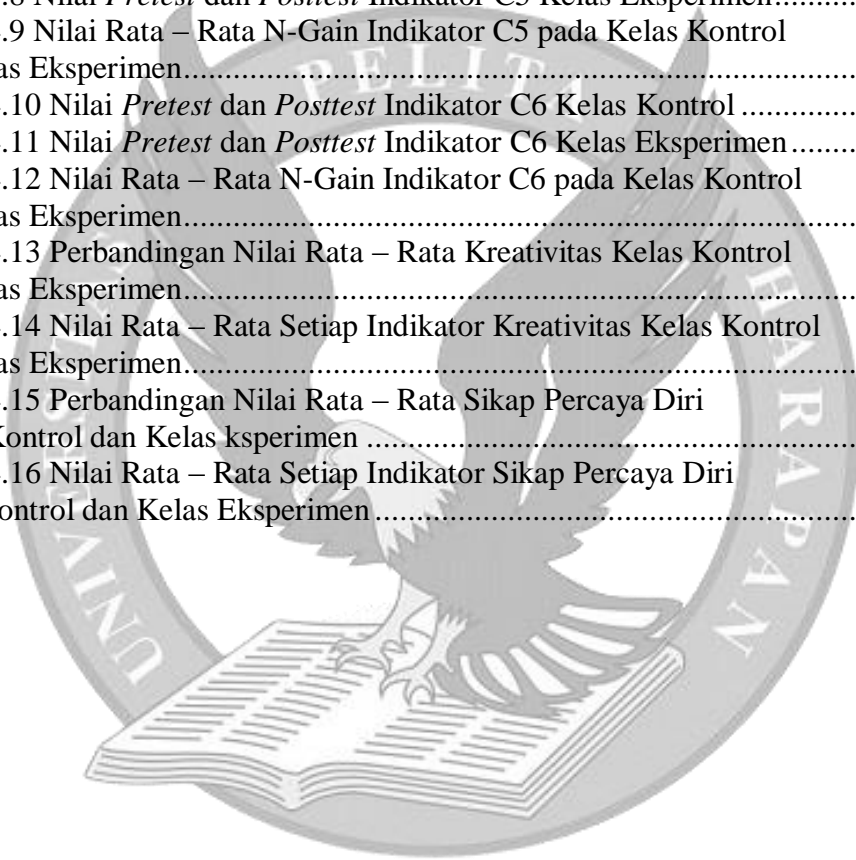 .8 Nilai Pretest dan Posttest Indikator C5 Kelas Eksperimen..........
.9 Nilai Rata – Rata N-Gain Indikator C5 pada Kelas Kontrol
as Eksperimen..........
.10 Nilai Pretest dan Posttest Indikator C6 Kelas Kontrol..........
.11 Nilai Pretest dan Posttest Indikator C6 Kelas Eksperimen..........
.12 Nilai Rata – Rata N-Gain Indikator C6 pada Kelas Kontrol
as Eksperimen..........
.13 Perbandingan Nilai Rata – Rata Kreativitas Kelas Kontrol
as Eksperimen..........
.14 Nilai Rata – Rata Setiap Indikator Kreativitas Kelas Kontrol
as Eksperimen..........
.15 Perbandingan Nilai Rata – Rata Sikap Percaya Diri
Kontrol dan Kelas ksperimen ..........
.16 Nilai Rata – Rata Setiap Indikator Sikap Percaya Diri
ontrol dan Kelas Eksperimen..........
UNIVERSITAS PELITA HARAPAN